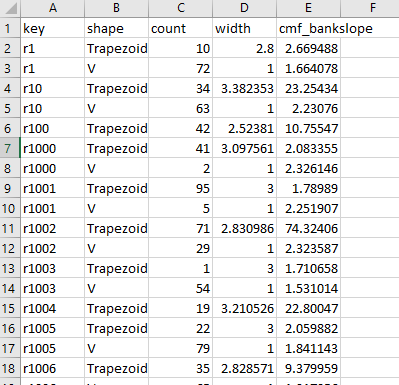 A B C D E F
1 key shape count width cmf_bankslope
2 r1 Trapezoid 10 2.8 2.669488
3 r1 V 72 1 1.664078
4 r10 Trapezoid 34 3.382353 23.25434
5 r10 V 63 1 2.23076
6 r100 Trapezoid 42 2.52381 10.75547
7 r1000 Trapezoid 41 3.097561 2.083355
8 r1000 V 2 1 2.326146
9 r1001 Trapezoid 95 3 1.78989
10 r1001 V 5 1 2.251907
11 r1002 Trapezoid 71 2.830986 74.32406
12 r1002 V 29 1 2.323587
13 r1003 Trapezoid 1 3 1.710658
14 r1003 V 54 1 1.531014
15 r1004 Trapezoid 19 3.210526 22.80047
16 r1005 Trapezoid 22 3 2.059882
17 r1005 V 79 1 1.841143
18 r1006 Trapezoid 35 2.828571 9.379959